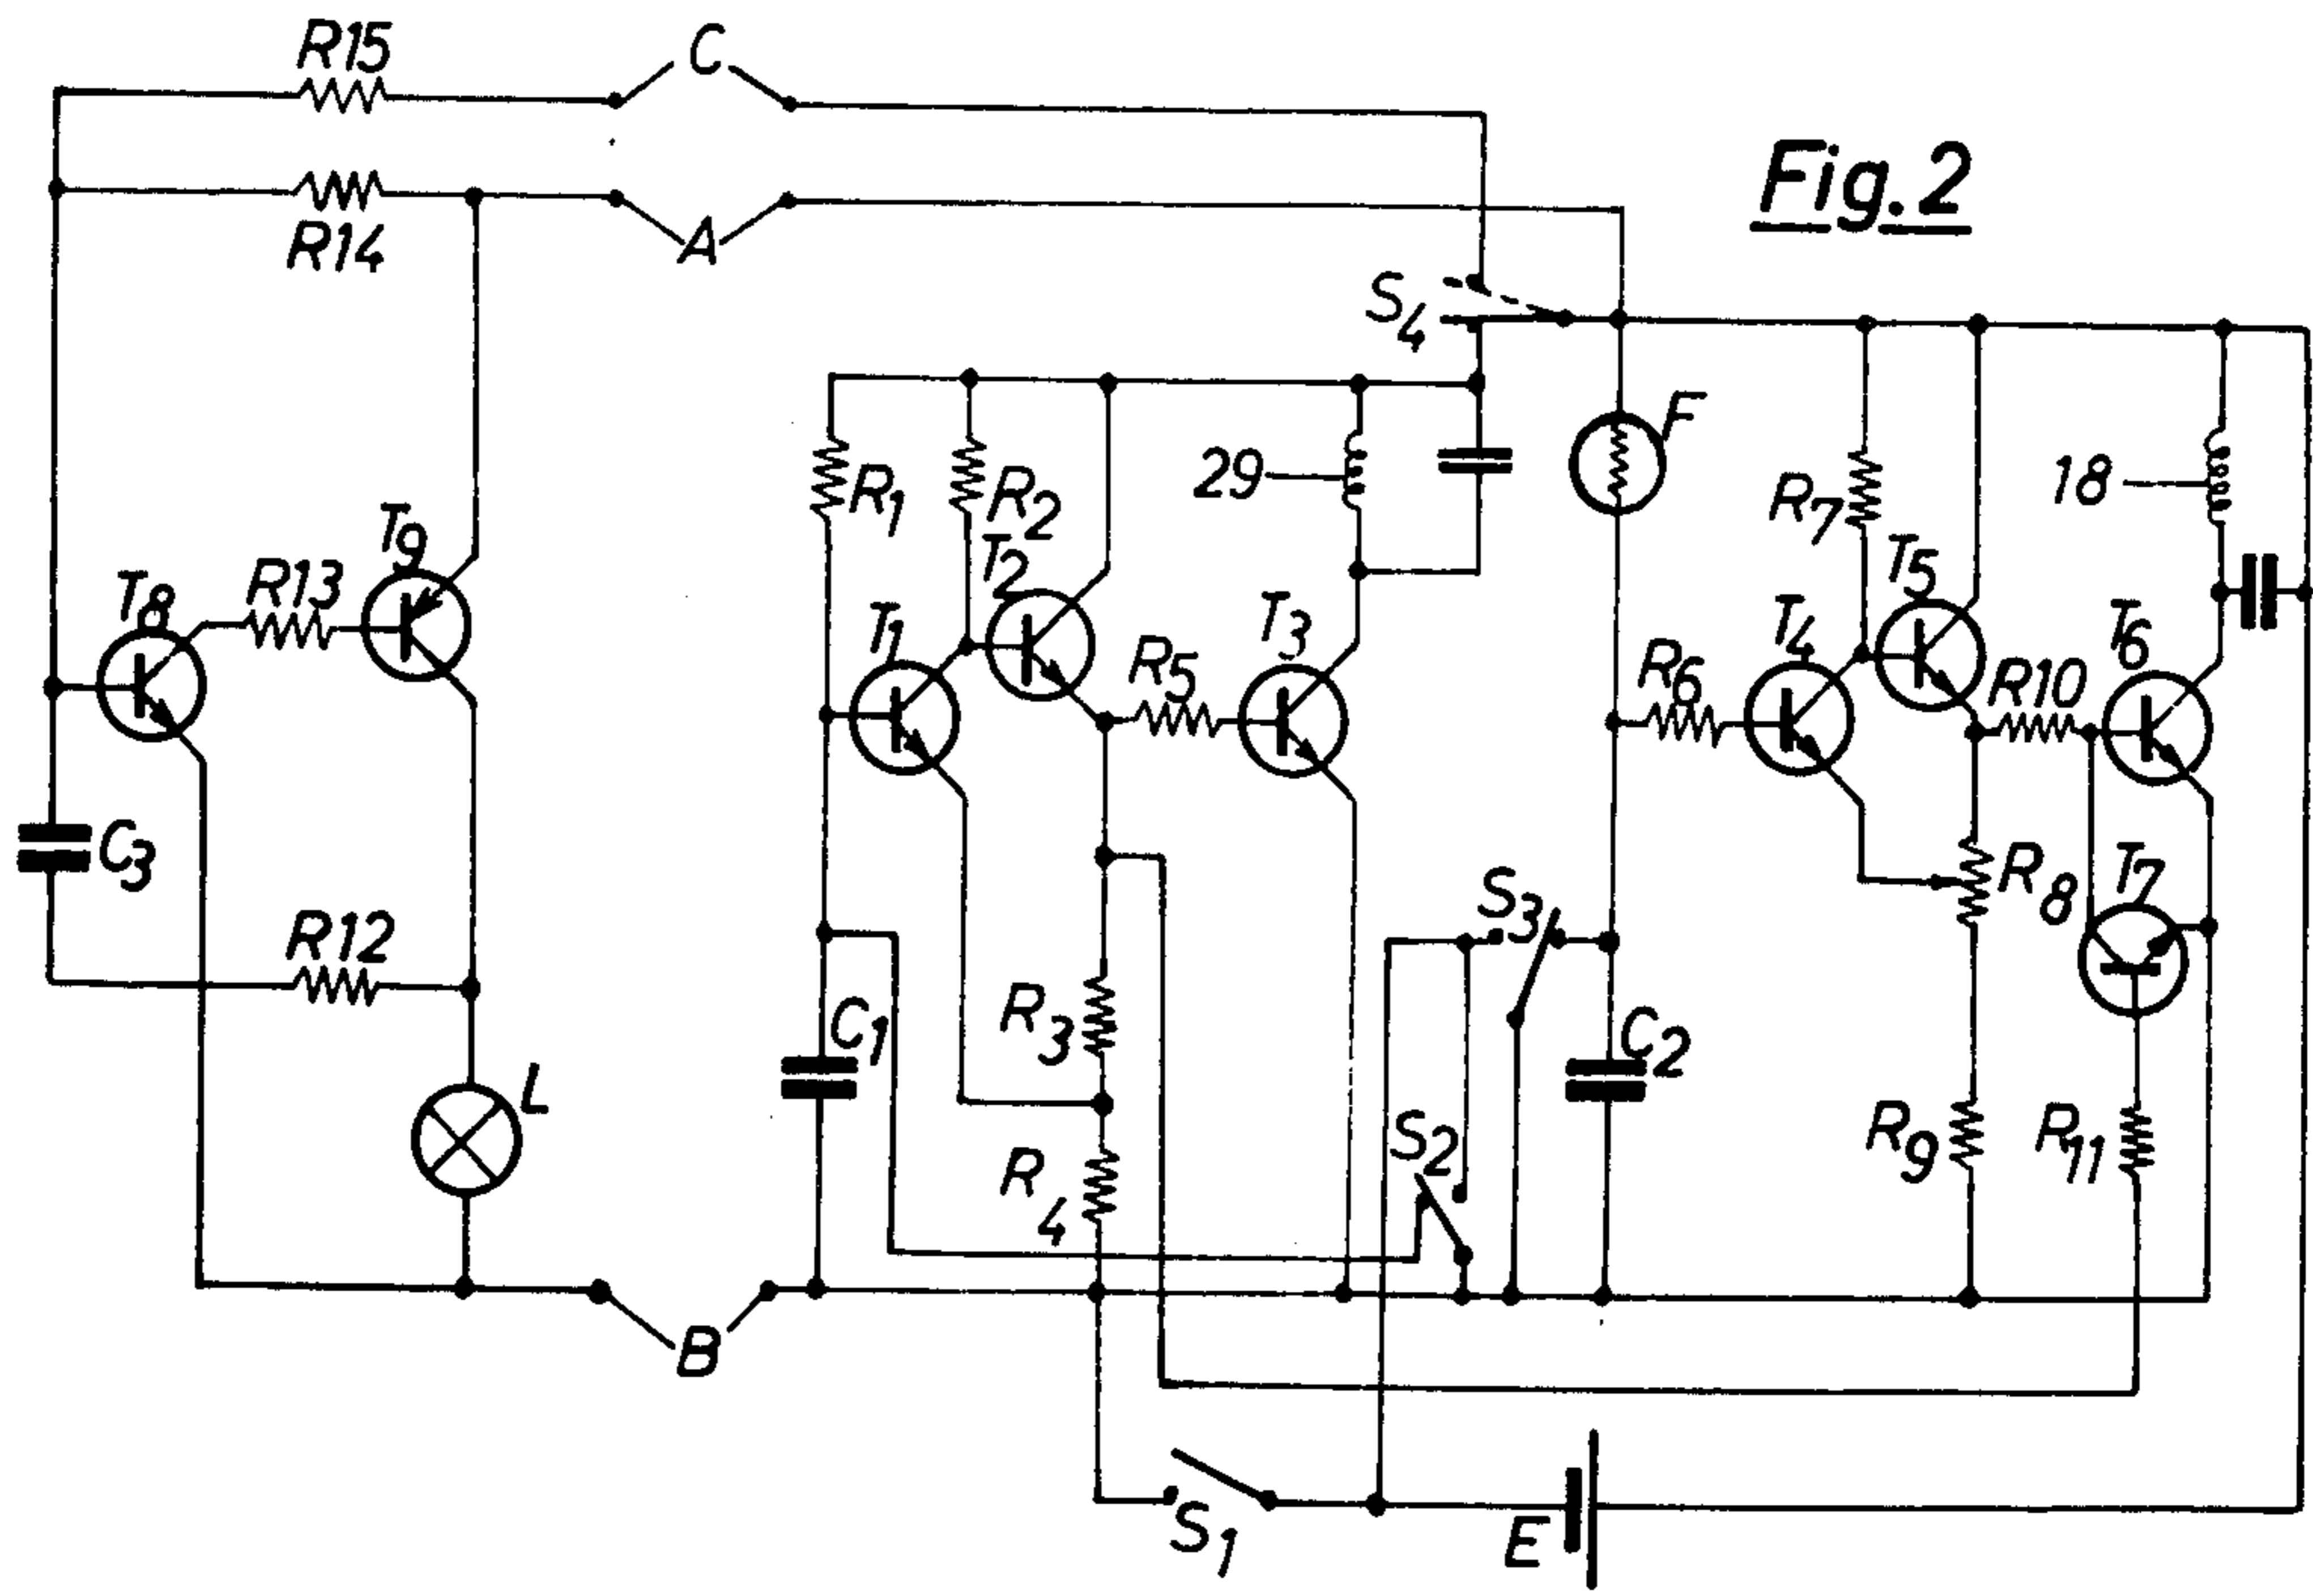 R15
C
Fig. 2
R14
A
S4
F
R1
R2
29
R7
18
T9
T8
R13
T2
T1
R5
T3
R6
T4
T5
R10
T6
C3
S3
R8
T7
R12
C1
R3
C2
L
S2
R4
R9
R11
B
S1
E